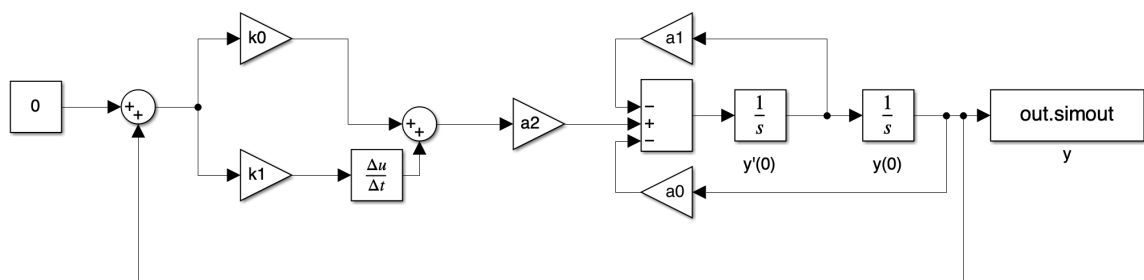 k0
a1
0
+
+
+
+
a2
−
+
−
1
s
1
s
out.simout
y'(0)
y(0)
y
k1
Δu
Δt
a0